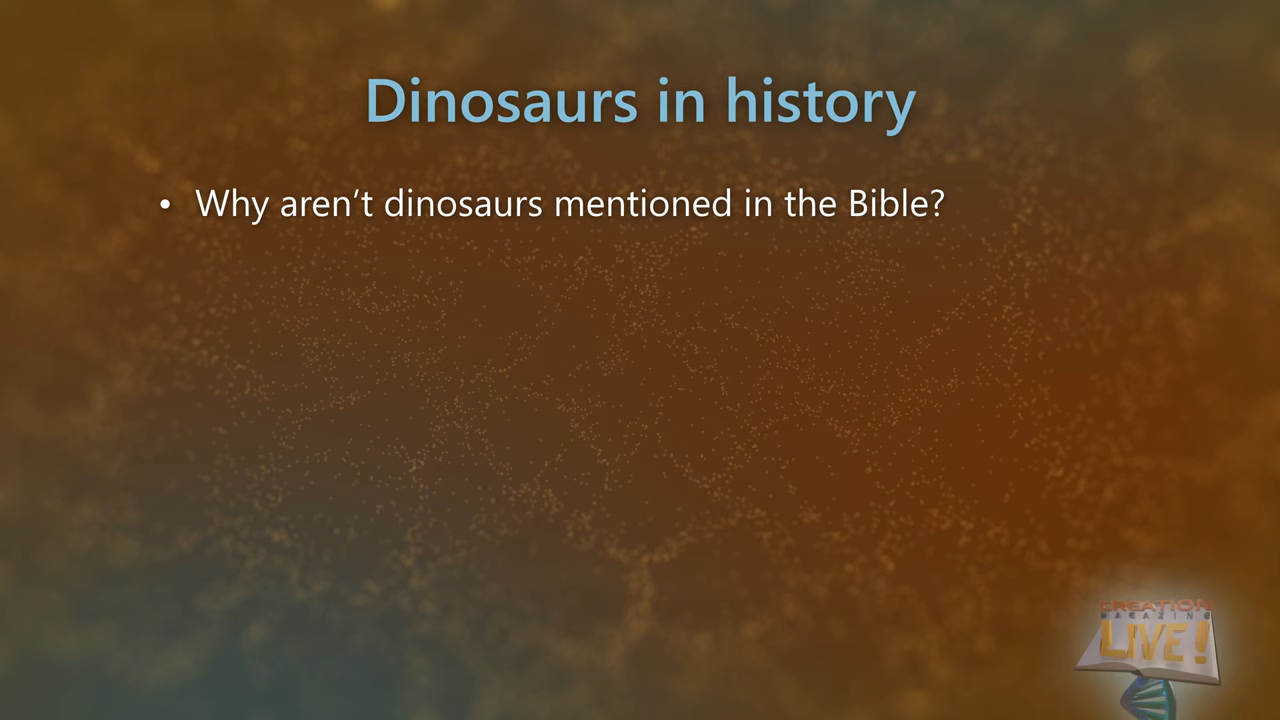 Dinosaurs in history
• Why aren't dinosaurs mentioned in the Bible?
CREATION
MAGAZINE
LIVE!